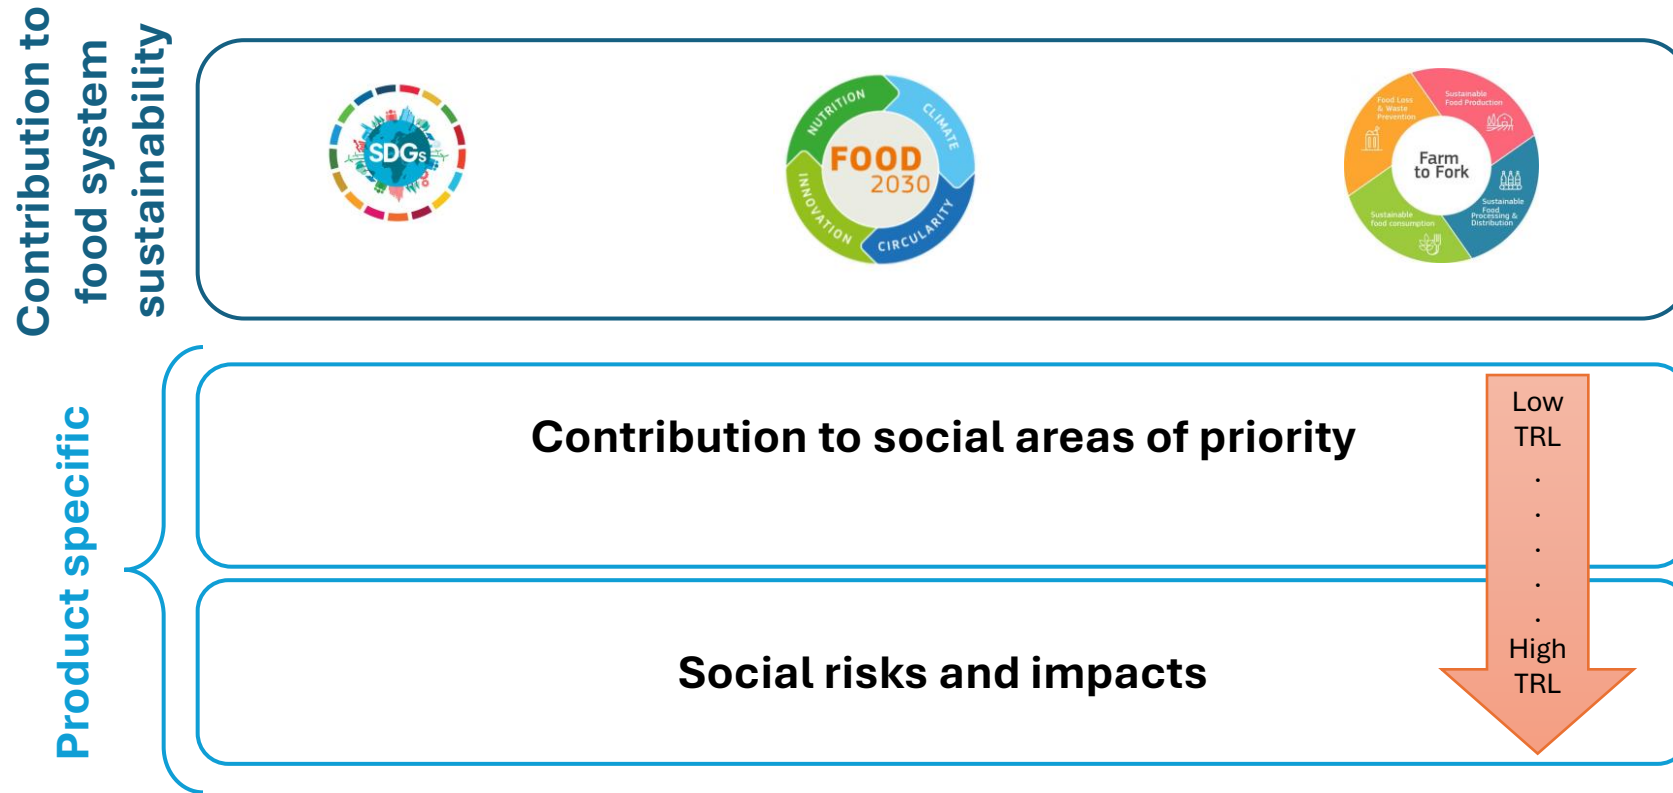 Contribution to
food system
sustainability
SDGs
NUTRITION
CLIMATE
FOOD
2030
INNOVATION
CIRCULARITY
Food Loss
& Waste
Prevention
Sustainable
Food Production
Farm
to Fork
Sustainable
Food
Processing &
Distribution
Sustainable
food consumption
Product specific
Contribution to social areas of priority
Low
TRL
.
.
.
.
.
High
TRL
Social risks and impacts